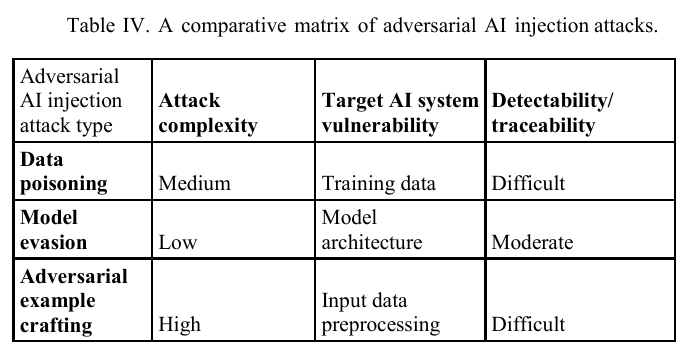 Table IV. A comparative matrix of adversarial AI injection attacks.
Adversarial
AI injection
attack type
Attack
complexity
Target AI system
vulnerability
Detectability/
traceability
Data
poisoning
Medium
Training data
Difficult
Model
evasion
Low
Model
architecture
Moderate
Adversarial
example
crafting
High
Input data
preprocessing
Difficult